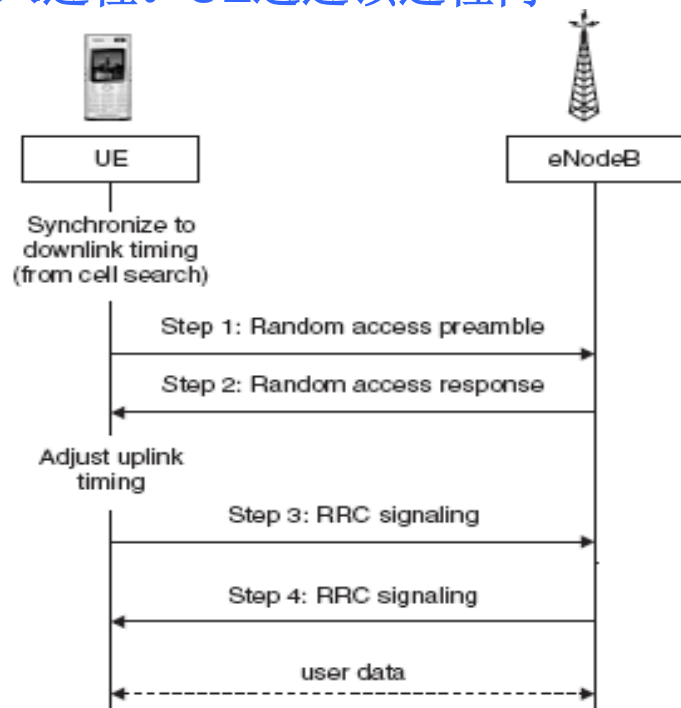 UE
eNodeB
Synchronize to
downlink timing
(from cell search)
Step 1: Random access preamble
Step 2: Random access response
Adjust uplink
timing
Step 3: RRC signaling
Step 4: RRC signaling
user data